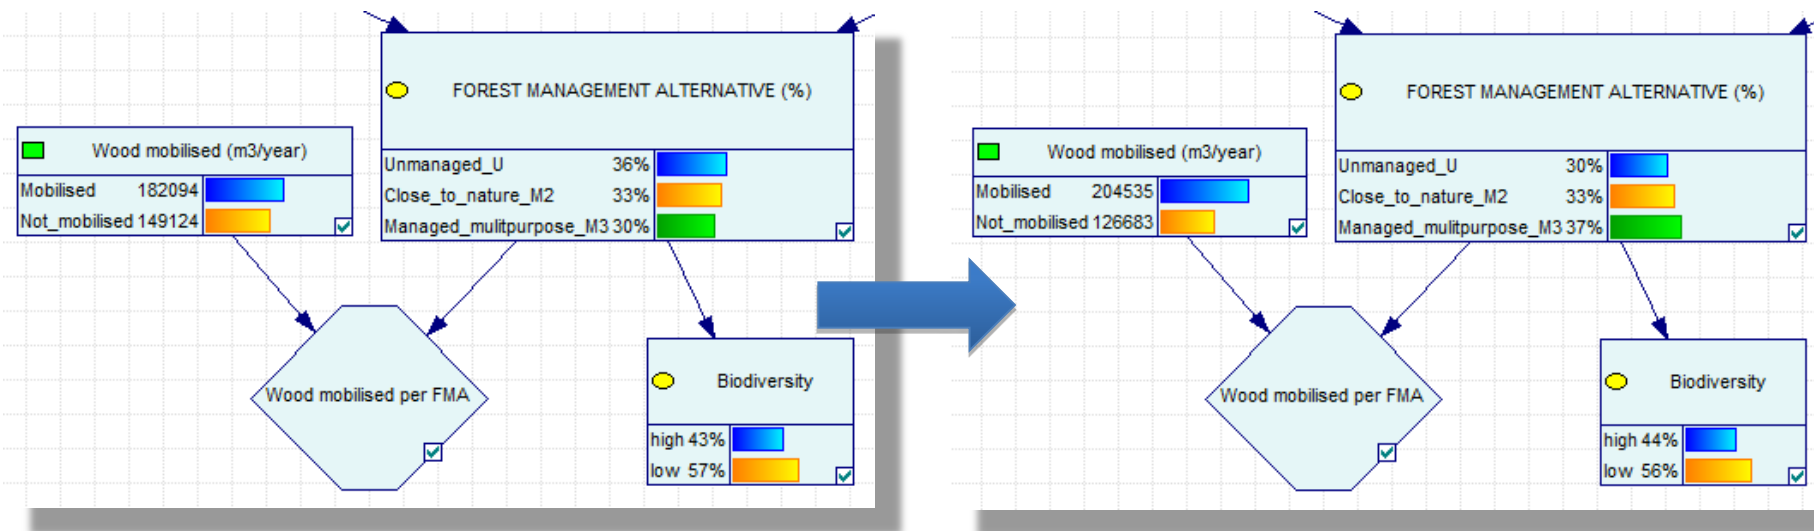 FOREST MANAGEMENT ALTERNATIVE (%)
Unmanaged_U 36%
Close_to_nature_M2 33%
Managed_mulitpurpose_M3 30%
Wood mobilised (m3/year)
Mobilised 182094
Not_mobilised 149124
Wood mobilised per FMA
Biodiversity
high 43%
low 57%
FOREST MANAGEMENT ALTERNATIVE (%)
Unmanaged_U 30%
Close_to_nature_M2 33%
Managed_mulitpurpose_M3 37%
Wood mobilised (m3/year)
Mobilised 204535
Not_mobilised 126683
Wood mobilised per FMA
Biodiversity
high 44%
low 56%